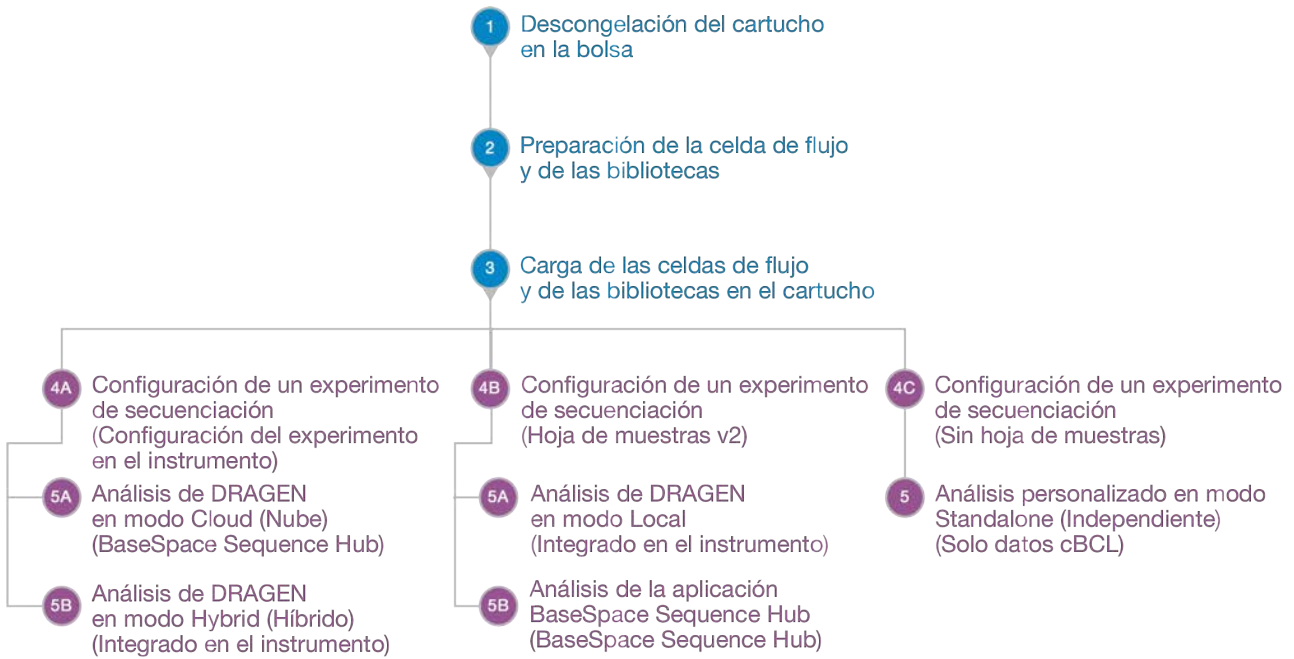 1
Descongelación del cartucho
en la bolsa
2
Preparación de la celda de flujo
y de las bibliotecas
3
Carga de las celdas de flujo
y de las bibliotecas en el cartucho
4A
Configuración de un experimento
de secuenciación
(Configuración del experimento
en el instrumento)
5A
Análisis de DRAGEN
en modo Cloud (Nube)
(BaseSpace Sequence Hub)
5B
Análisis de DRAGEN
en modo Hybrid (Híbrido)
(Integrado en el instrumento)
4B
Configuración de un experimento
de secuenciación
(Hoja de muestras v2)
5A
Análisis de DRAGEN
en modo Local
(Integrado en el instrumento)
5B
Análisis de la aplicación
BaseSpace Sequence Hub
(BaseSpace Sequence Hub)
4C
Configuración de un experimento
de secuenciación
(Sin hoja de muestras)
5
Análisis personalizado en modo
Standalone (Independiente)
(Solo datos cBCL)